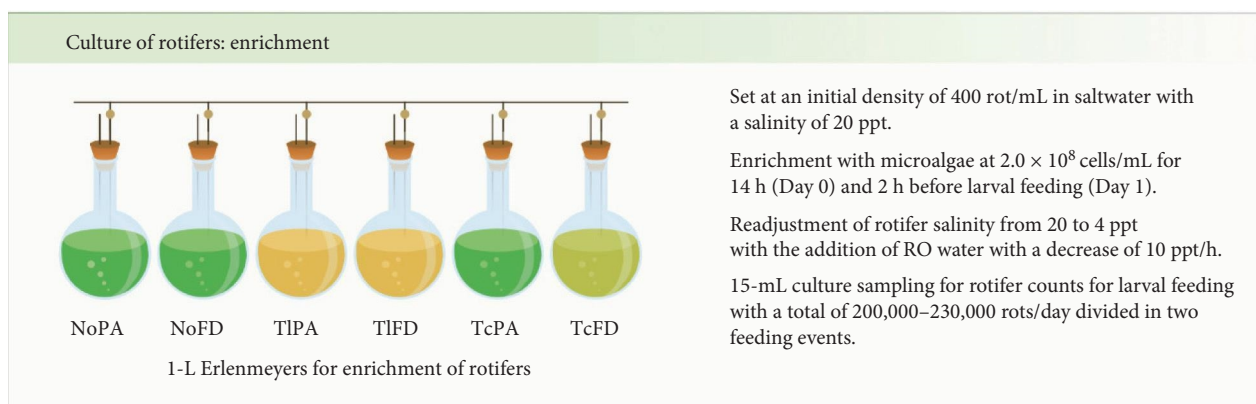 Culture of rotifers: enrichment
NoPA NoFD TlPA TlFD TcPA TcFD
1-L Erlenmeyers for enrichment of rotifers
Set at an initial density of 400 rot/mL in saltwater with
a salinity of 20 ppt.
Enrichment with microalgae at 2.0 × 10⁸ cells/mL for
14 h (Day 0) and 2 h before larval feeding (Day 1).
Readjustment of rotifer salinity from 20 to 4 ppt
with the addition of RO water with a decrease of 10 ppt/h.
15-mL culture sampling for rotifer counts for larval feeding
with a total of 200,000–230,000 rots/day divided in two
feeding events.